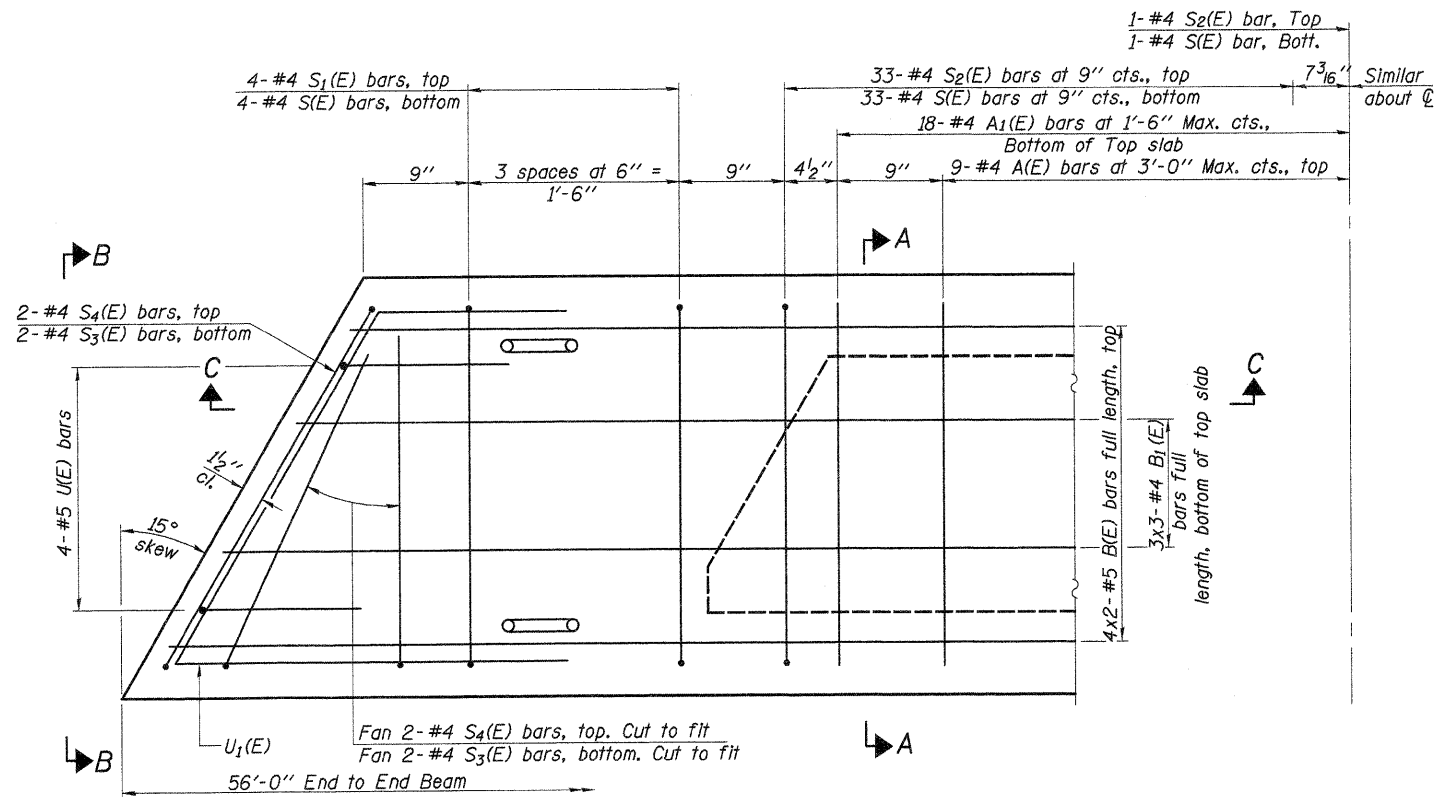 1-#4 S2(E) bar, Top
1-#4 S(E) bar, Bott.
4-#4 S1(E) bars, top
4-#4 S(E) bars, bottom
33-#4 S2(E) bars at 9" cts., top
33-#4 S(E) bars at 9" cts., bottom
7 3/16"
Similar
about ℄
18-#4 A1(E) bars at 1'-6" Max. cts.,
Bottom of Top slab
9"
3 spaces at 6" =
1'-6"
9"
4 1/2"
9"
9-#4 A(E) bars at 3'-0" Max. cts., top
B
A
2-#4 S4(E) bars, top
2-#4 S3(E) bars, bottom
C
C
4-#5 U(E) bars
1 1/2"
cl.
15°
skew
4x2-#5 B(E) bars full length, top
3x3-#4 B1(E)
bars full
length, bottom of top slab
B
U1(E)
Fan 2-#4 S4(E) bars, top. Cut to fit
Fan 2-#4 S3(E) bars, bottom. Cut to fit
A
56'-0" End to End Beam